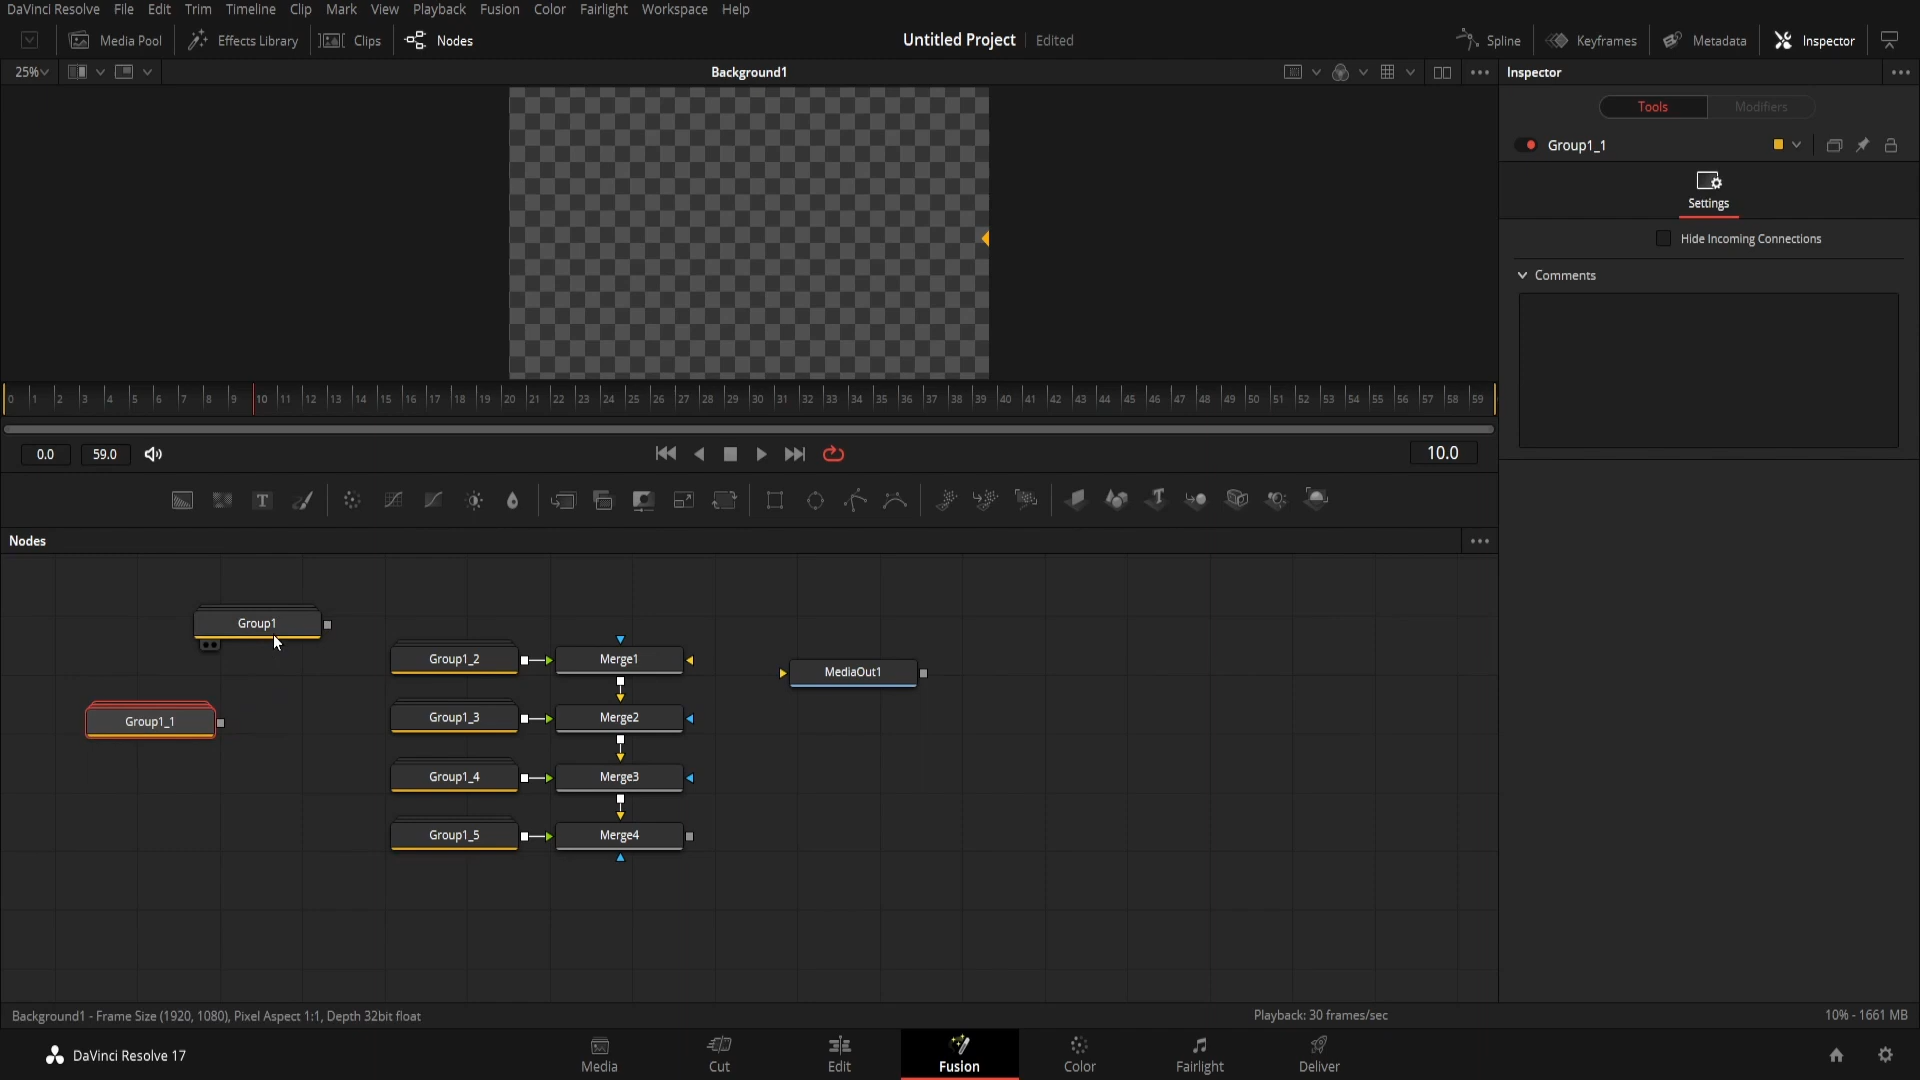 DaVinci Resolve File Edit Trim Timeline Clip Mark View Playback Fusion Color Fairlight Workspace Help
Media Pool Effects Library Clips Nodes Untitled Project Edited Spline Keyframes Metadata Inspector
25% Background1 Inspector
Tools Modifiers
Group1_1
Settings
Hide Incoming Connections
Comments
0 1 2 3 4 5 6 7 8 9 10 11 12 13 14 15 16 17 18 19 20 21 22 23 24 25 26 27 28 29 30 31 32 33 34 35 36 37 38 39 40 41 42 43 44 45 46 47 48 49 50 51 52 53 54 55 56 57 58 59
0.0 59.0 10.0
T
Nodes
Group1
Group1_2 Merge1 MediaOut1
Group1_1 Group1_3 Merge2
Group1_4 Merge3
Group1_5 Merge4
Background1 - Frame Size (1920, 1080), Pixel Aspect 1:1, Depth 32bit float Playback: 30 frames/sec 10% - 1661 MB
DaVinci Resolve 17 Media Cut Edit Fusion Color Fairlight Deliver